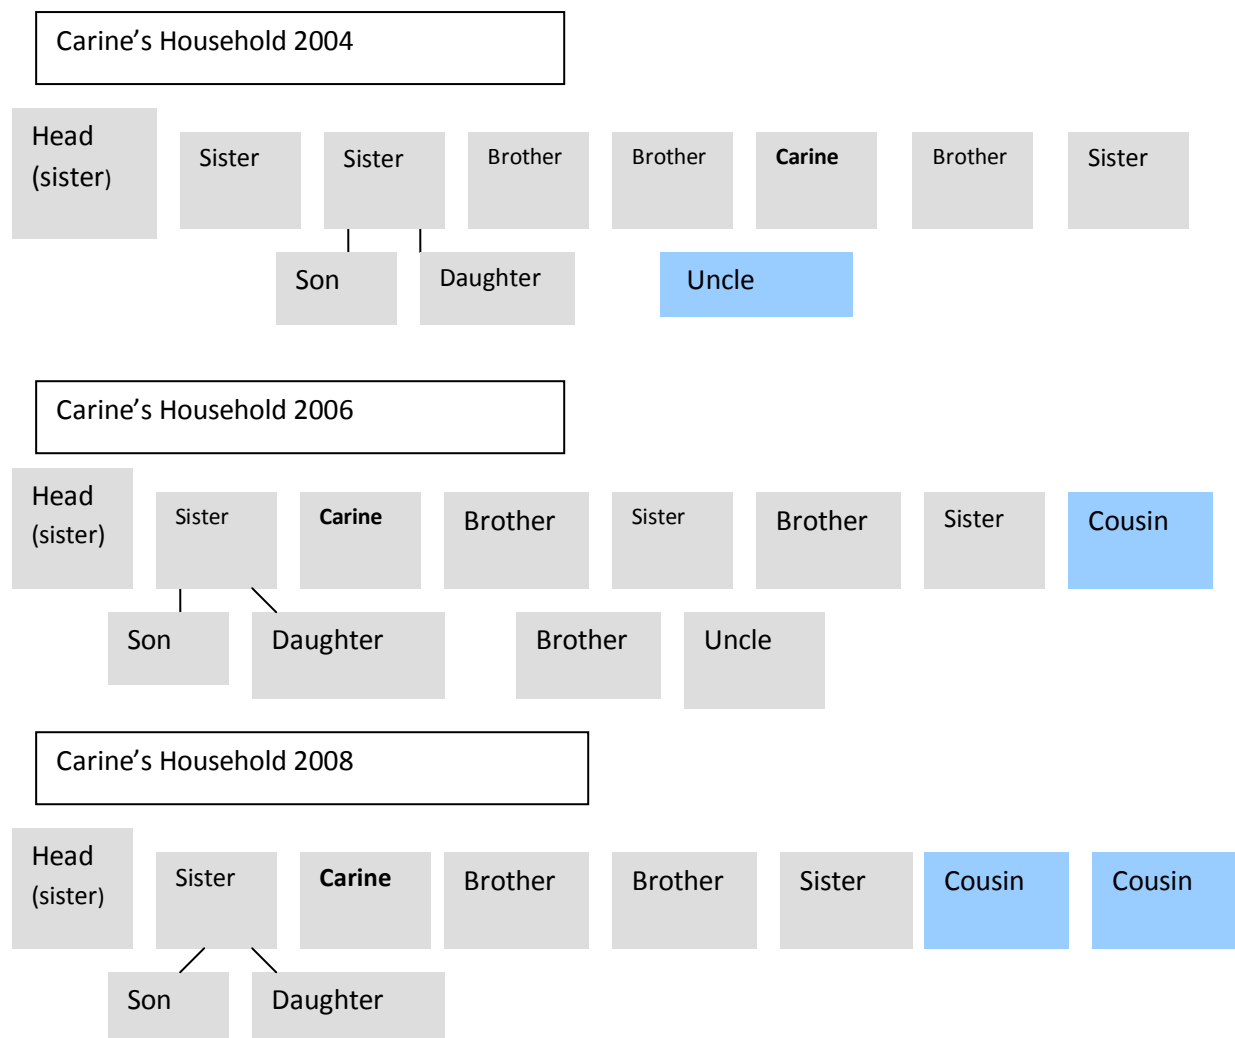 Carine’s Household 2004
Head
(sister)
Sister
Sister
Brother
Brother
Carine
Brother
Sister
Son
Daughter
Uncle
Carine’s Household 2006
Head
(sister)
Sister
Carine
Brother
Sister
Brother
Sister
Cousin
Son
Daughter
Brother
Uncle
Carine’s Household 2008
Head
(sister)
Sister
Carine
Brother
Brother
Sister
Cousin
Cousin
Son
Daughter